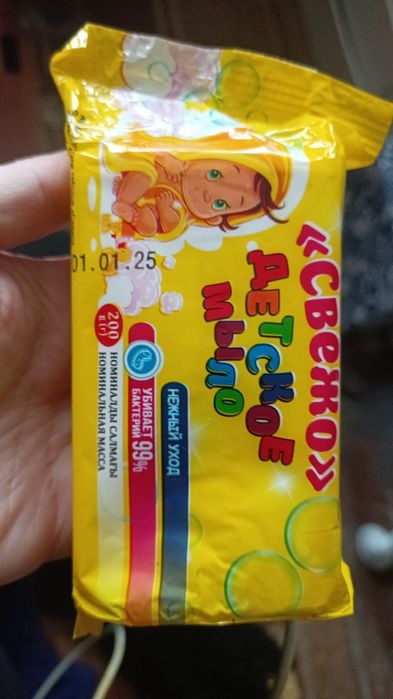 «СВЕЖО»
ДЕТСКОЕ
МЫЛО
НЕЖНЫЙ УХОД
УБИВАЕТ 99%
БАКТЕРИЙ
200
g (г)
НОМИНАЛДЫ САЛМАҒЫ
НОМИНАЛЬНАЯ МАССА
01.01.25